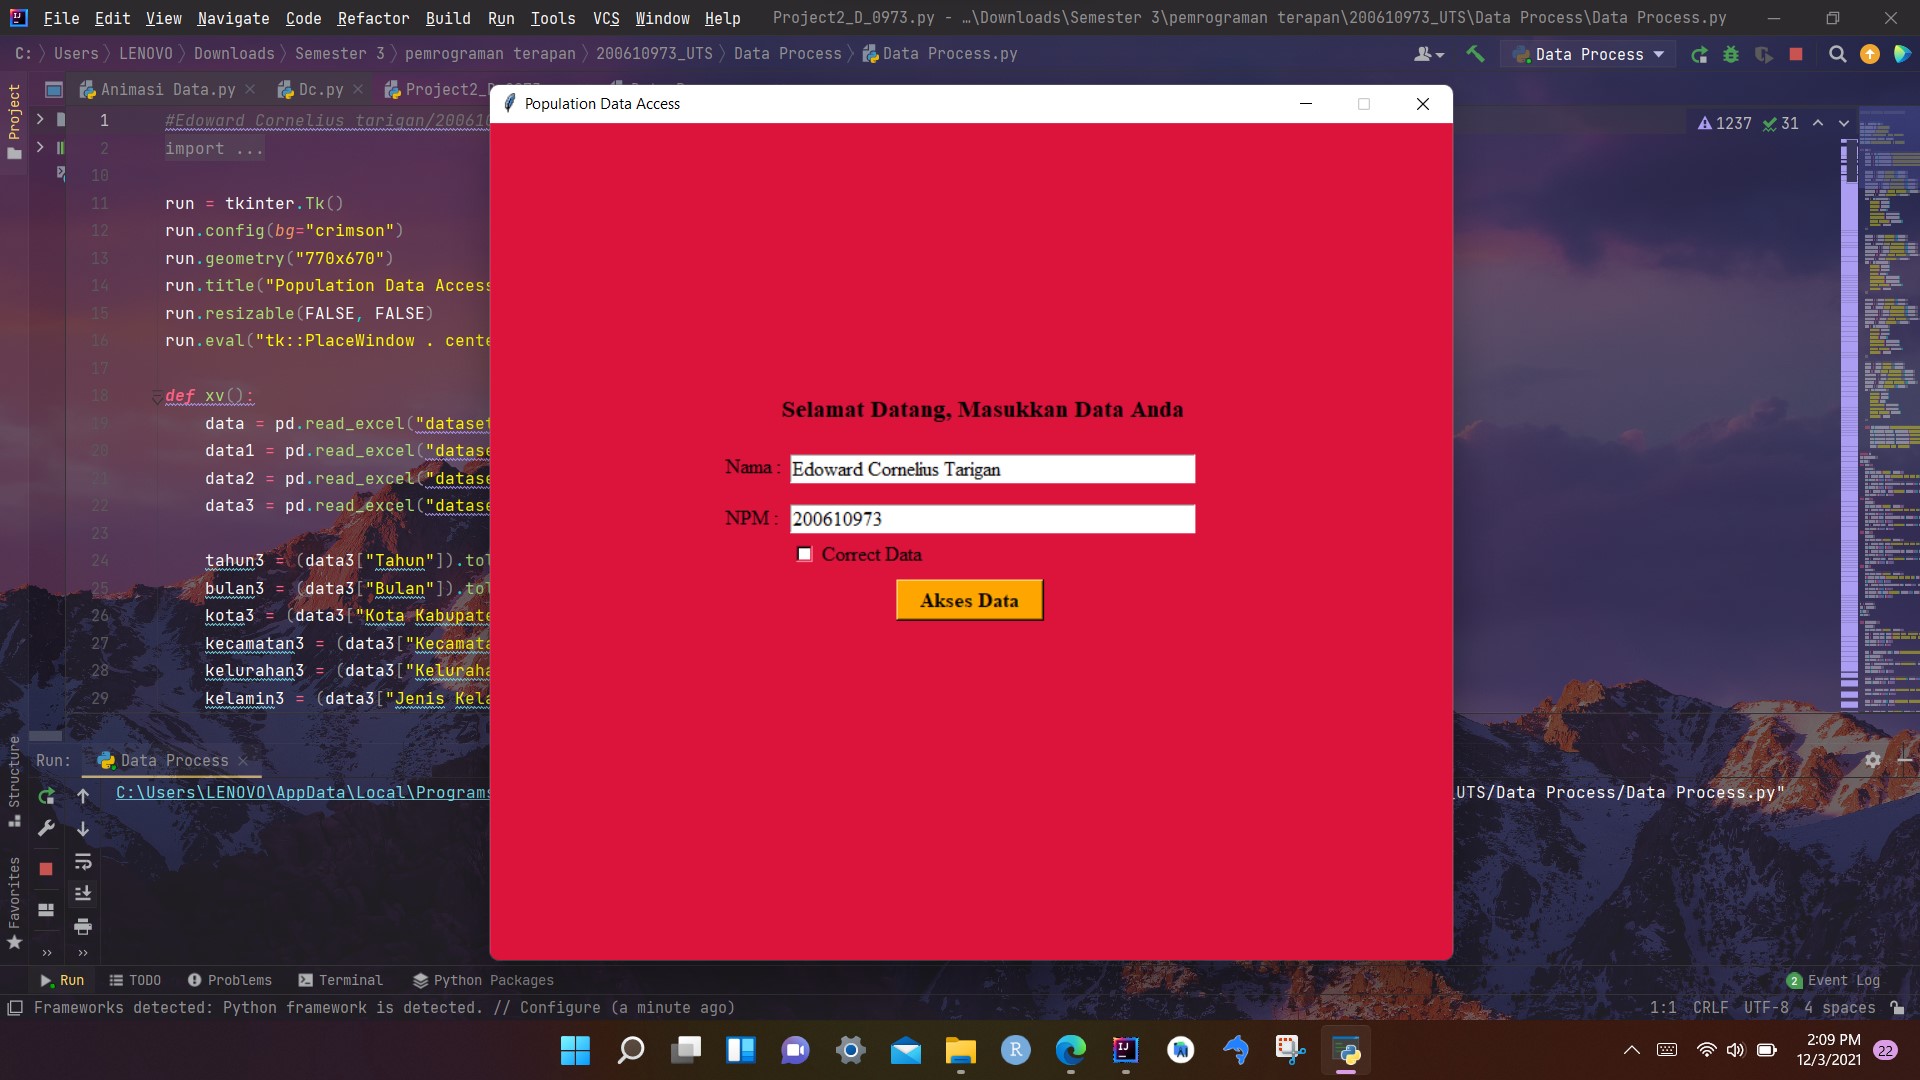 File Edit View Navigate Code Refactor Build Run Tools VCS Window Help Project2_D_0973.py - …\Downloads\Semester 3\pemrograman terapan\200610973_UTS\Data Process\Data Process.py
C: Users LENOVO Downloads Semester 3 pemrograman terapan 200610973_UTS Data Process Data Process.py
Data Process
Project
Animasi Data.py
Dc.py
Population Data Access
1 #Edoward Cornelius tarigan/20061
1237 31
2 import ...
10
11 run = tkinter.Tk()
12 run.config(bg="crimson")
13 run.geometry("770x670")
14 run.title("Population Data Access
15 run.resizable(FALSE, FALSE)
16 run.eval("tk::PlaceWindow . cente
17
18 def xv():
19 data = pd.read_excel("dataset
20 data1 = pd.read_excel("datase
21 data2 = pd.read_excel("datase
22 data3 = pd.read_excel("datase
23
24 tahun3 = (data3["Tahun"]).tol
25 bulan3 = (data3["Bulan"]).tol
26 kota3 = (data3["Kota Kabupate
27 kecamatan3 = (data3["Kecamata
28 kelurahan3 = (data3["Keluraha
29 kelamin3 = (data3["Jenis Kela
Selamat Datang, Masukkan Data Anda
Nama : Edoward Cornelius Tarigan
NPM : 200610973
Correct Data
Akses Data
Structure
Favorites
Run: Data Process
C:\Users\LENOVO\AppData\Local\Programs
UTS/Data Process/Data Process.py"
Run TODO Problems Terminal Python Packages
2 Event Log
Frameworks detected: Python framework is detected. // Configure (a minute ago)
1:1 CRLF UTF-8 4 spaces
2:09 PM
12/3/2021
22